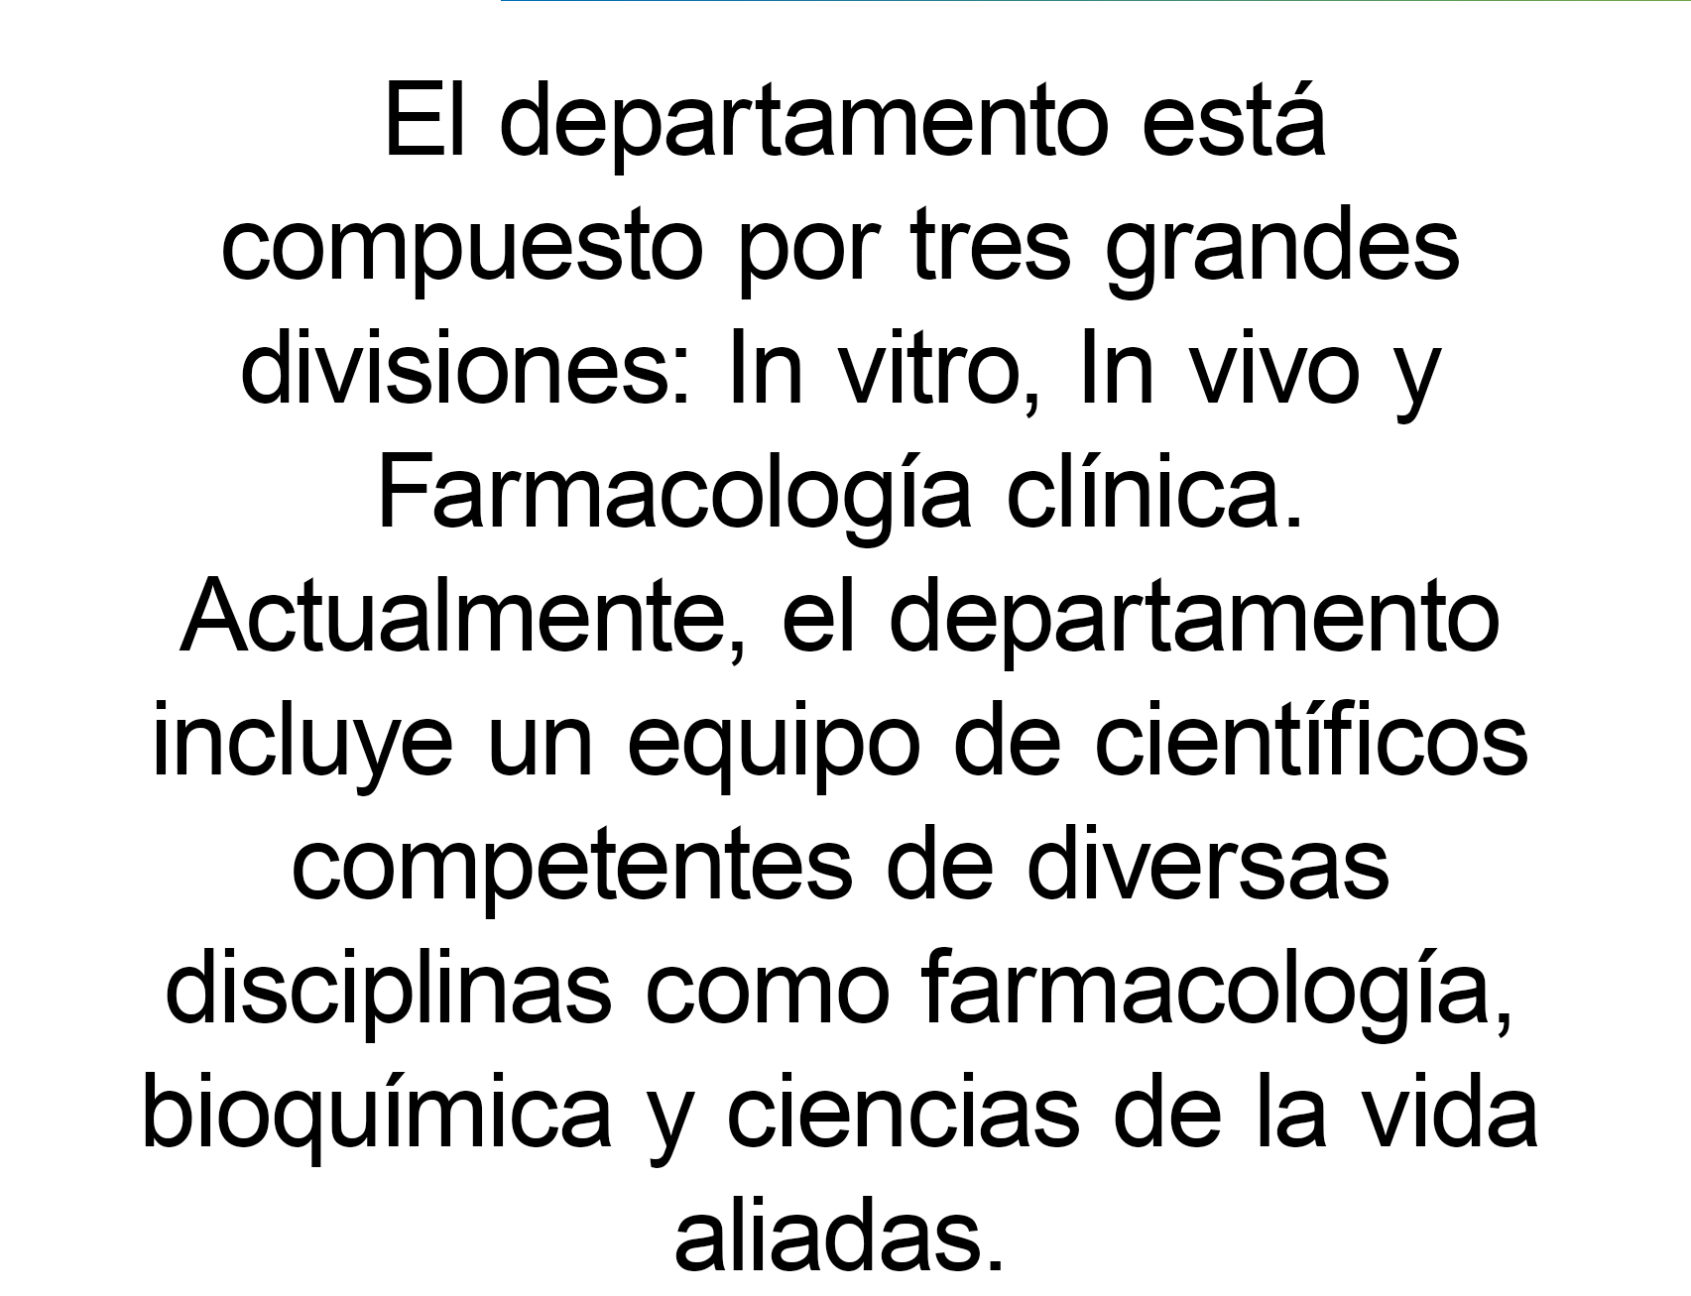 El departamento está
compuesto por tres grandes
divisiones: In vitro, In vivo y
Farmacología clínica.
Actualmente, el departamento
incluye un equipo de científicos
competentes de diversas
disciplinas como farmacología,
bioquímica y ciencias de la vida
aliadas.